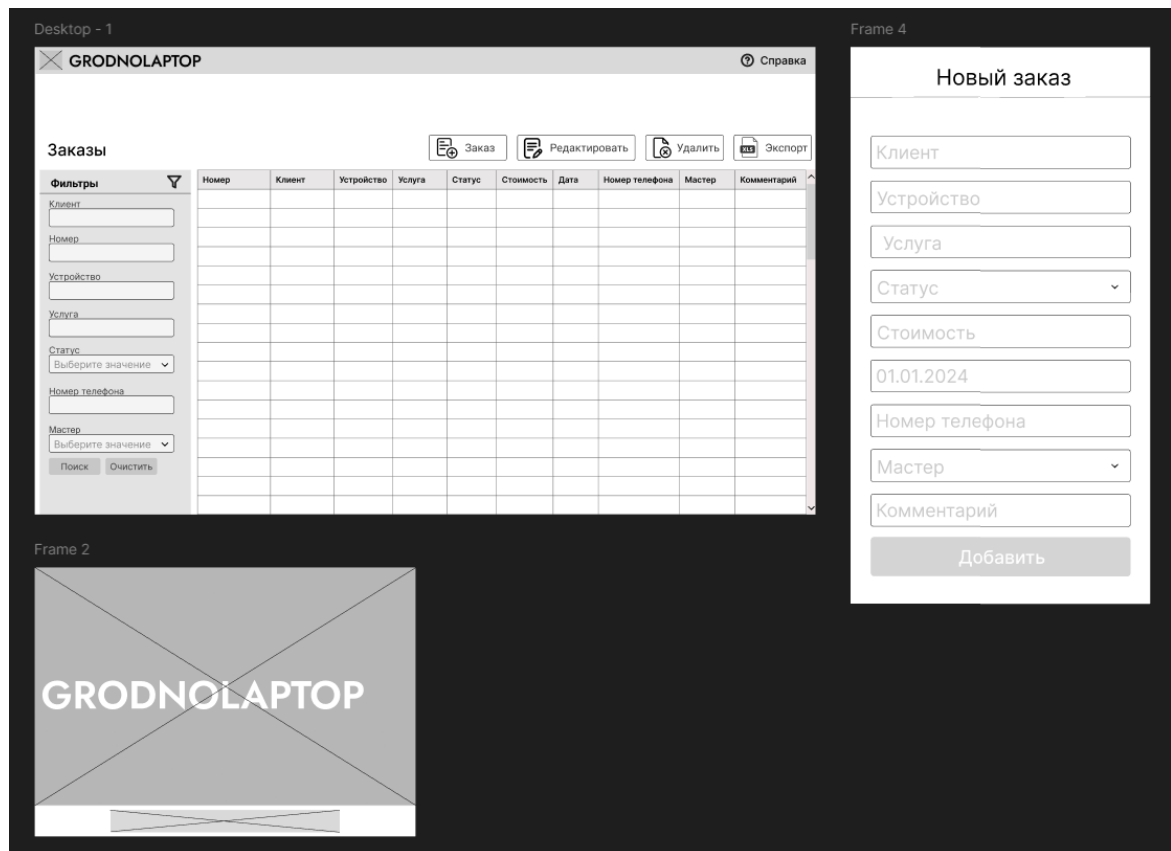 Desktop - 1
GRODNOLAPTOP
Справка
Заказы
Заказ
Редактировать
Удалить
XLS
Экспорт
Фильтры
Клиент
Номер
Устройство
Услуга
Статус
Выберите значение
Номер телефона
Мастер
Выберите значение
Поиск Очистить
Номер Клиент Устройство Услуга Статус Стоимость Дата Номер телефона Мастер Комментарий
Frame 4
Новый заказ
Клиент
Устройство
Услуга
Статус
Стоимость
01.01.2024
Номер телефона
Мастер
Комментарий
Добавить
Frame 2
GRODNOLAPTOP